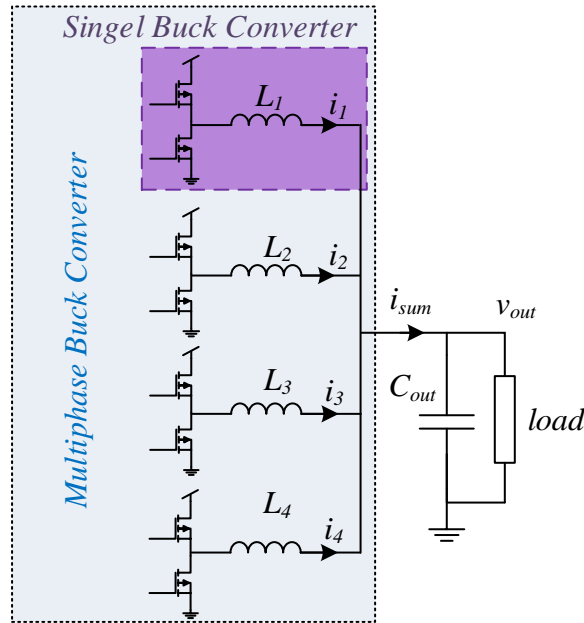 Singel Buck Converter
L1
i1
Multiphase Buck Converter
L2
i2
isum
vout
L3
i3
Cout
load
L4
i4